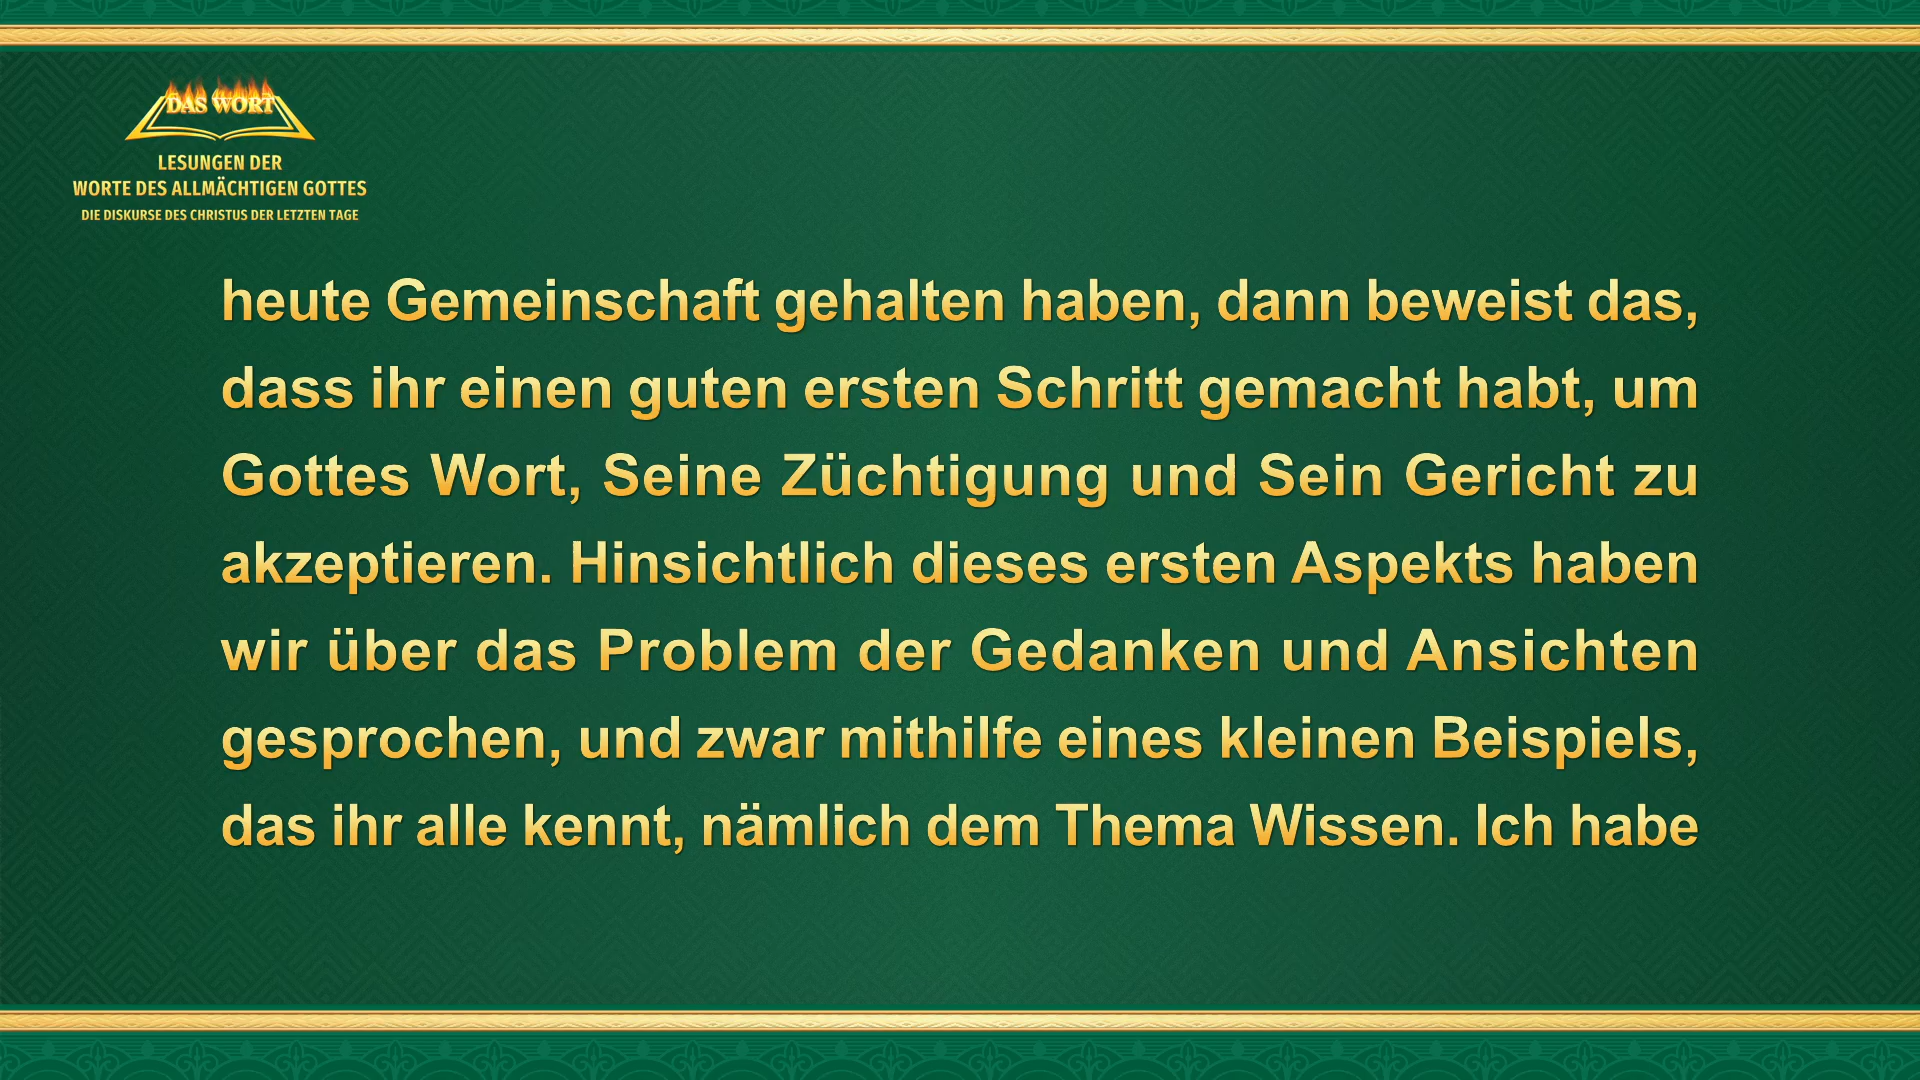 DAS WORT
LESUNGEN DER
WORTE DES ALLMÄCHTIGEN GOTTES
DIE DISKURSE DES CHRISTUS DER LETZTEN TAGE
heute Gemeinschaft gehalten haben, dann beweist das,
dass ihr einen guten ersten Schritt gemacht habt, um
Gottes Wort, Seine Züchtigung und Sein Gericht zu
akzeptieren. Hinsichtlich dieses ersten Aspekts haben
wir über das Problem der Gedanken und Ansichten
gesprochen, und zwar mithilfe eines kleinen Beispiels,
das ihr alle kennt, nämlich dem Thema Wissen. Ich habe